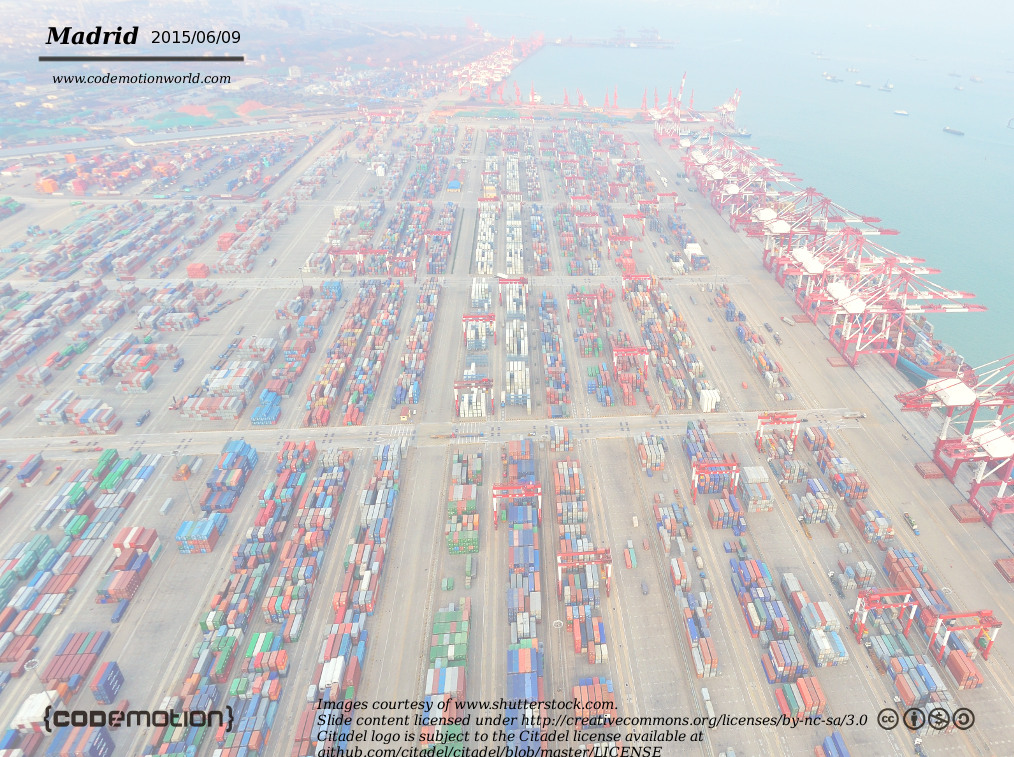 Madrid 2015/06/09
www.codemotionworld.com
{codemotion}
Images courtesy of www.shutterstock.com.
Slide content licensed under http://creativecommons.org/licenses/by-nc-sa/3.0
Citadel logo is subject to the Citadel license available at
github.com/citadel/citadel/blob/master/LICENSE